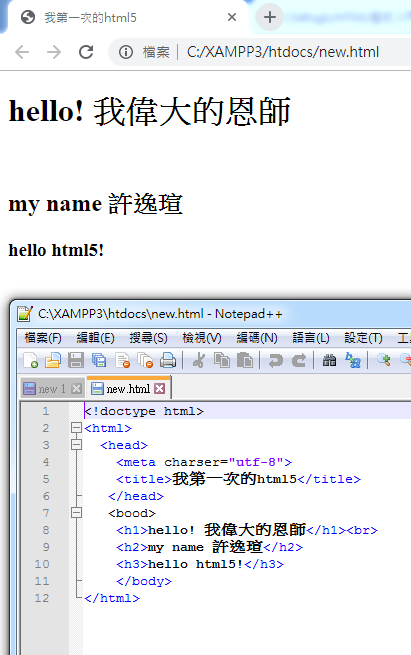 我第一次的html5
檔案 | C:/XAMPP3/htdocs/new.html
hello! 我偉大的恩師
my name 許逸瑄
hello html5!
C:\XAMPP3\htdocs\new.html - Notepad++
檔案(F) 編輯(E) 搜尋(S) 檢視(V) 編碼(N) 語言(L) 設定(T) 工
new 1 new.html
1 <!doctype html>
2 <html>
3 <head>
4 <meta charser="utf-8">
5 <title>我第一次的html5</title>
6 </head>
7 <bood>
8 <h1>hello! 我偉大的恩師</h1><br>
9 <h2>my name 許逸瑄</h2>
10 <h3>hello html5!</h3>
11 </body>
12 </html>